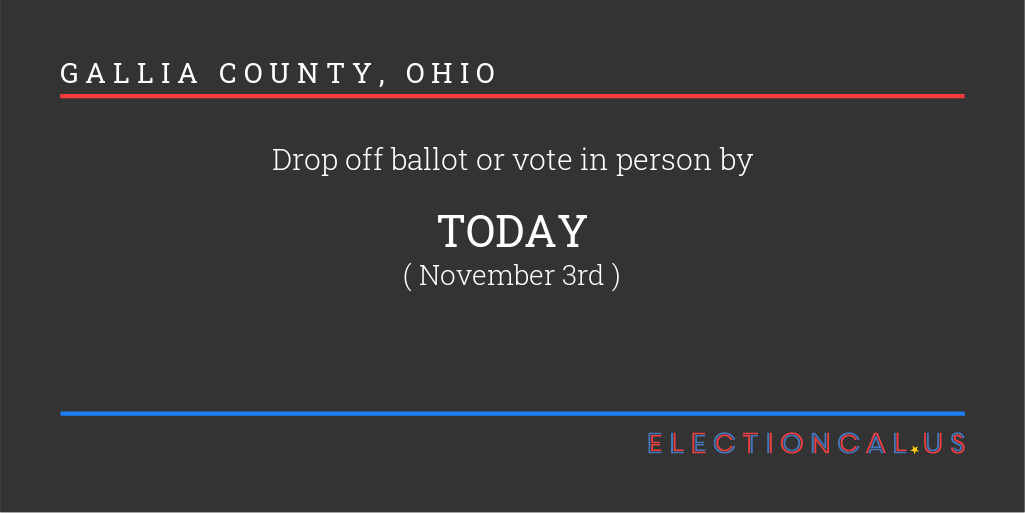 GALLIA COUNTY, OHIO
Drop off ballot or vote in person by
TODAY
( November 3rd )
ELECTIONCAL.US